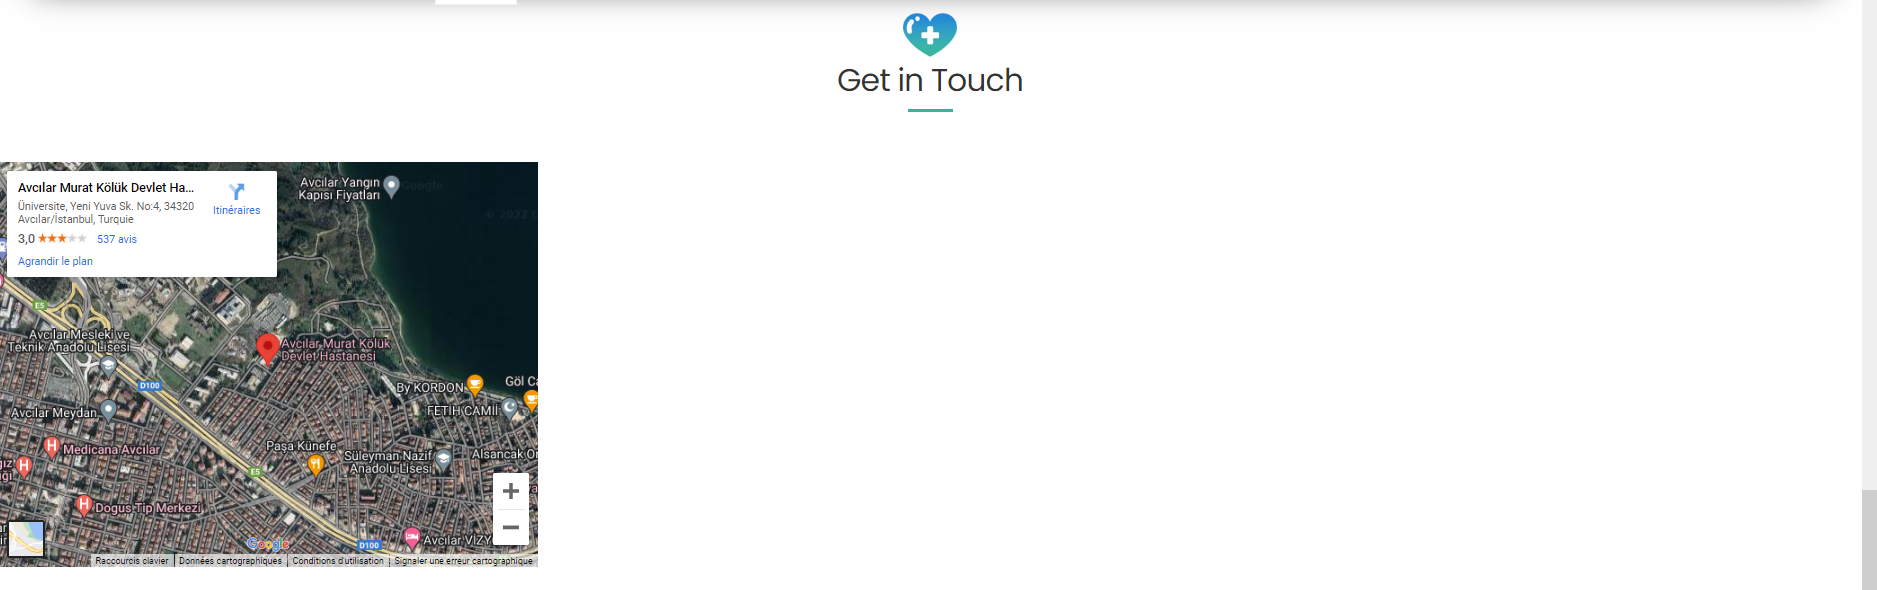 Get in Touch
Avcılar Murat Kölük Devlet Ha...
Üniversite, Yeni Yuva Sk. No:4, 34320
Avcılar/İstanbul, Turquie
Itinéraires
3,0
537 avis
Agrandir le plan
Avcılar Yangın
Kapısı Fiyatları
Google
© 2022
E5
Avcılar Mesleki ve
Teknik Anadolu Lisesi
Avcılar Murat Kölük
Devlet Hastanesi
D100
By KORDON
Göl Ca
FETİH CAMİİ
Avcılar Meydan
Paşa Künefe
Medicana Avcılar
Süleyman Nazif
Anadolu Lisesi
Alsancak Or
E5
Dogus Tip Merkezi
Google
D100
Avcılar VİZY
Raccourcis clavier
Données cartographiques
Conditions d'utilisation
Signaler une erreur cartographique